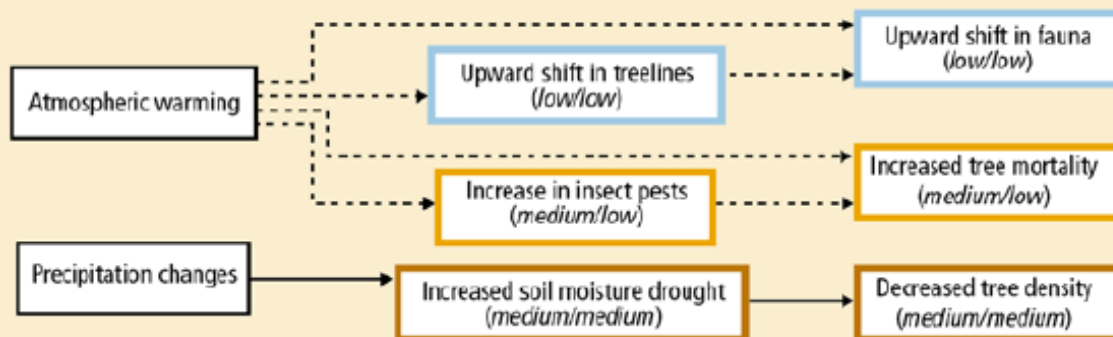 Atmospheric warming
Upward shift in treelines
(low/low)
Upward shift in fauna
(low/low)
Increase in insect pests
(medium/low)
Increased tree mortality
(medium/low)
Precipitation changes
Increased soil moisture drought
(medium/medium)
Decreased tree density
(medium/medium)